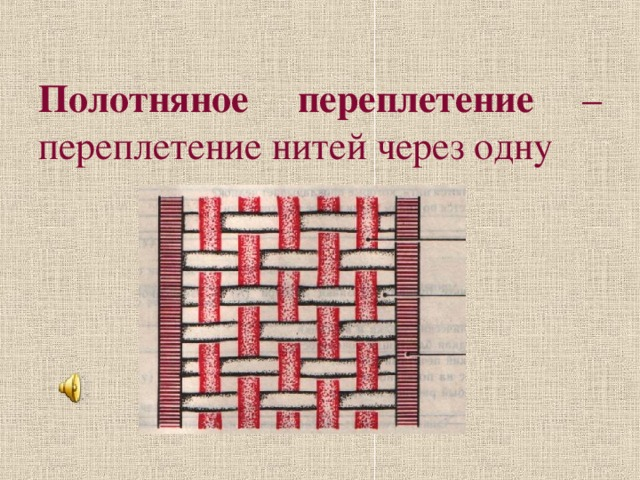 Полотняное переплетение –
переплетение нитей через одну